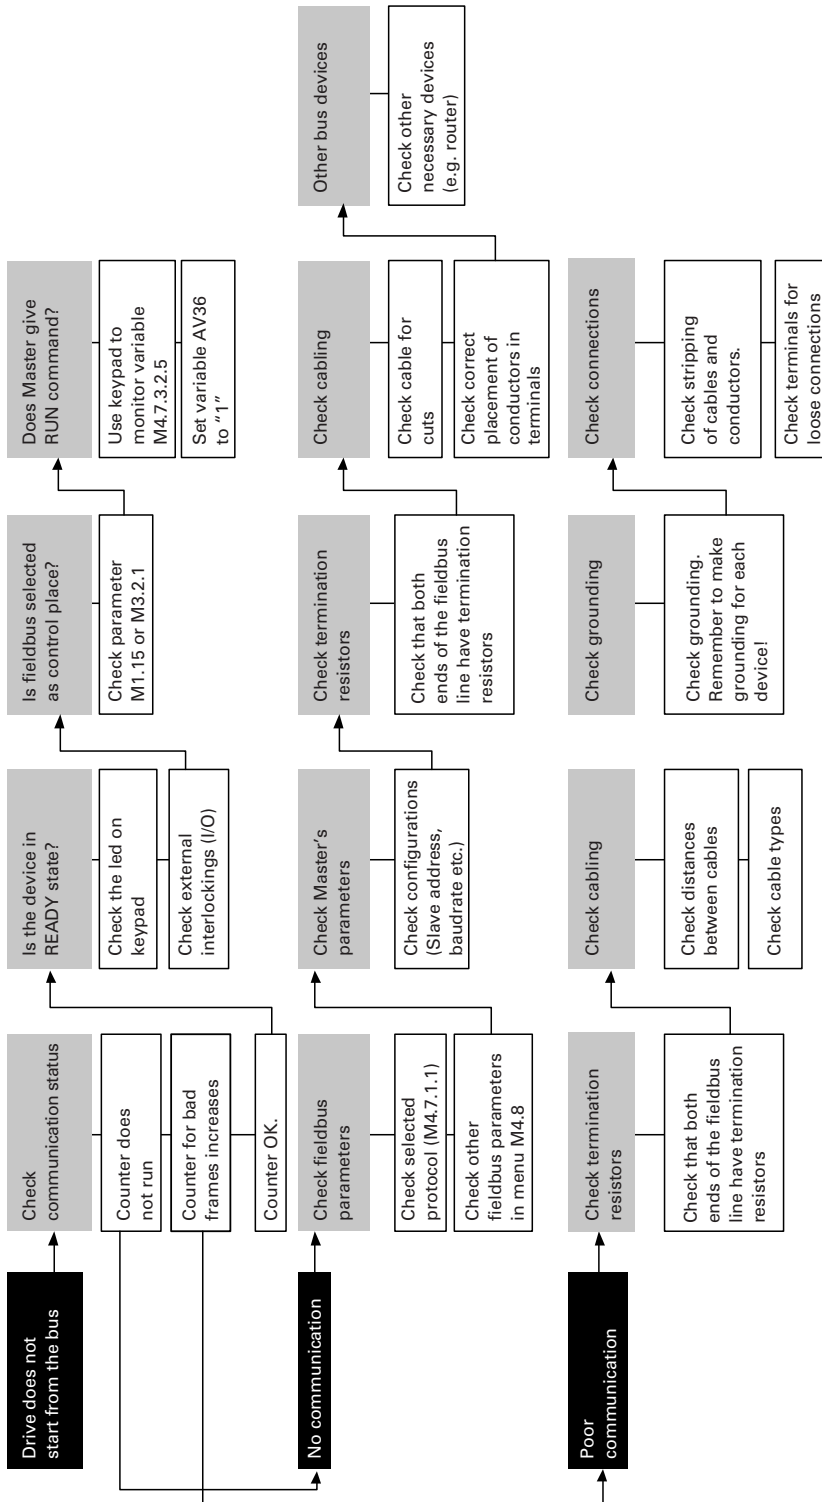 Drive does not
start from the bus
Check
communication status
Counter does
not run
Counter for bad
frames increases
Counter OK.
Is the device in
READY state?
Check the led on
keypad
Check external
interlockings (I/O)
Is fieldbus selected
as control place?
Check parameter
M1.15 or M3.2.1
Does Master give
RUN command?
Use keypad to
monitor variable
M4.7.3.2.5
Set variable AV36
to “1”
No communication
Check fieldbus
parameters
Check selected
protocol (M4.7.1.1)
Check other
fieldbus parameters
in menu M4.8
Check Master’s
parameters
Check configurations
(Slave address,
baudrate etc.)
Check termination
resistors
Check that both
ends of the fieldbus
line have termination
resistors
Check cabling
Check cable for
cuts
Check correct
placement of
conductors in
terminals
Other bus devices
Check other
necessary devices
(e.g. router)
Poor
communication
Check termination
resistors
Check that both
ends of the fieldbus
line have termination
resistors
Check cabling
Check distances
between cables
Check cable types
Check grounding
Check grounding.
Remember to make
grounding for each
device!
Check connections
Check stripping
of cables and
conductors.
Check terminals for
loose connections